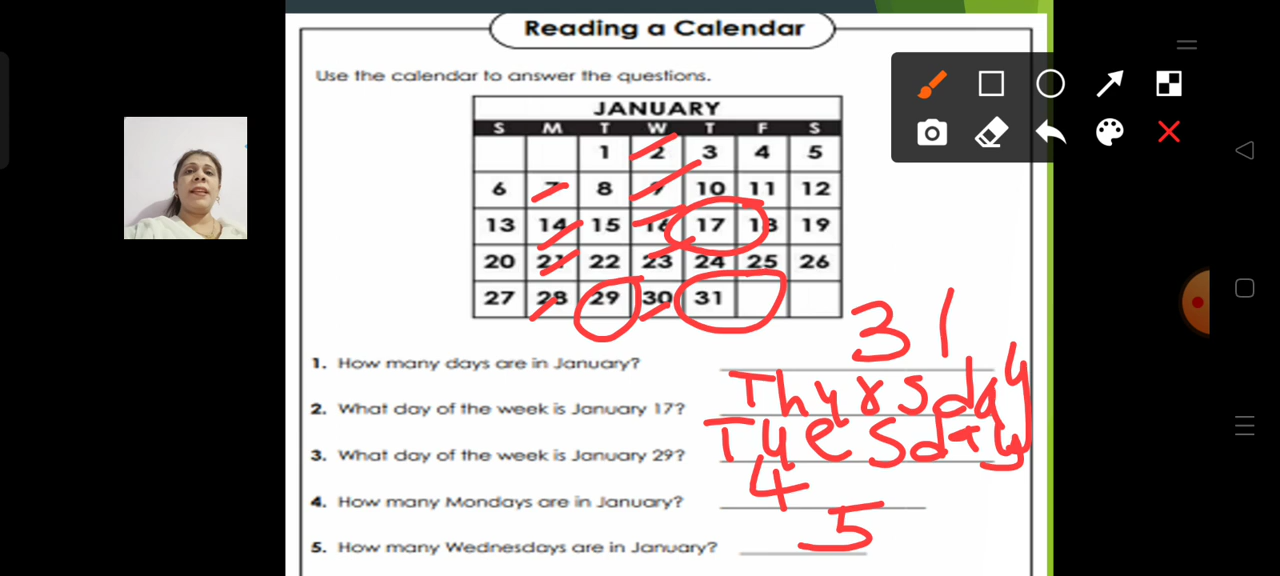 Reading a Calendar
Use the calendar to answer the questions.
JANUARY
S M T W T F S
1 2 3 4 5
6 7 8 9 10 11 12
13 14 15 16 17 18 19
20 21 22 23 24 25 26
27 28 29 30 31
1. How many days are in January? 31
2. What day of the week is January 17? Thursday
3. What day of the week is January 29? Tuesday
4. How many Mondays are in January? 4
5. How many Wednesdays are in January? 5